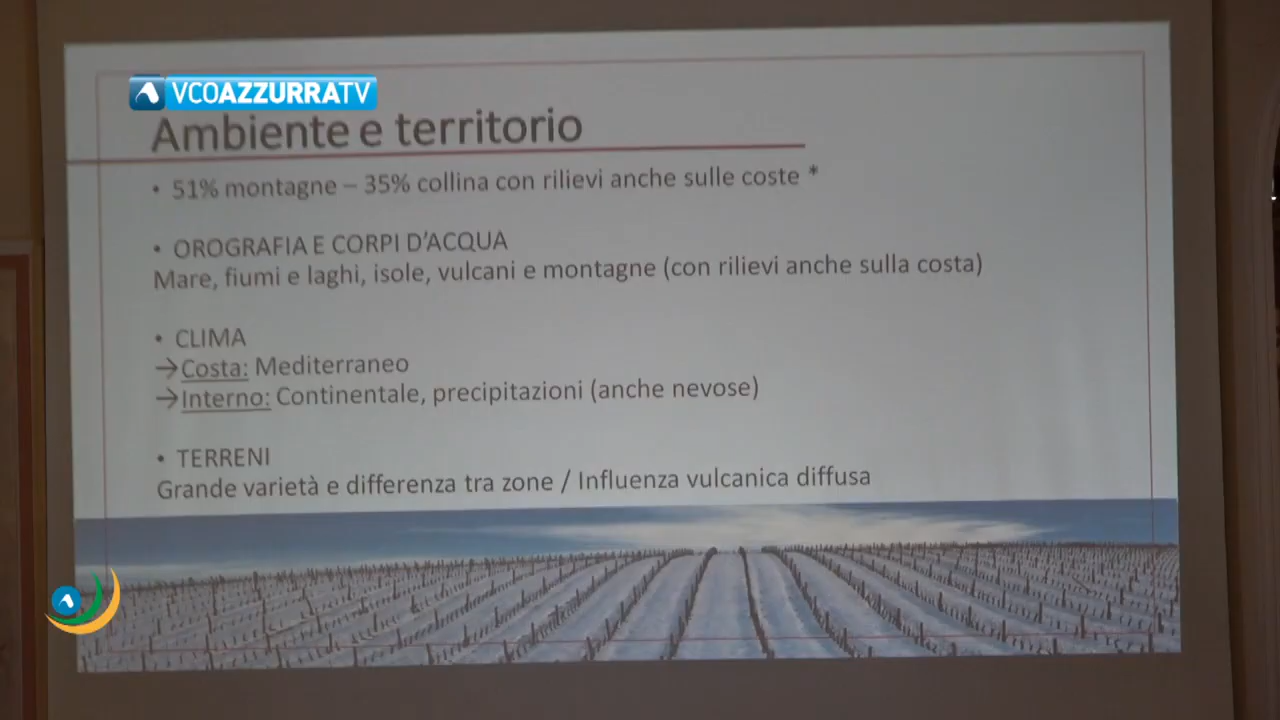 VCOAZZURRATV
Ambiente e territorio
• 51% montagne – 35% collina con rilievi anche sulle coste *
• OROGRAFIA E CORPI D'ACQUA
Mare, fiumi e laghi, isole, vulcani e montagne (con rilievi anche sulla costa)
• CLIMA
→Costa: Mediterraneo
→Interno: Continentale, precipitazioni (anche nevose)
• TERRENI
Grande varietà e differenza tra zone / Influenza vulcanica diffusa